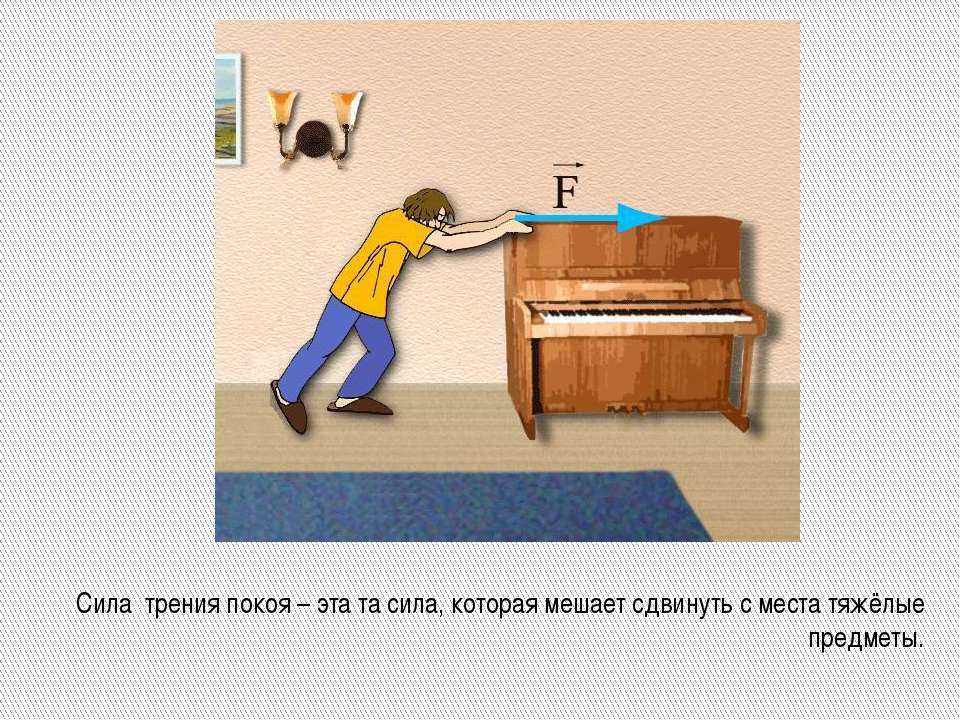 F
Сила трения покоя – эта та сила, которая мешает сдвинуть с места тяжёлые
предметы.